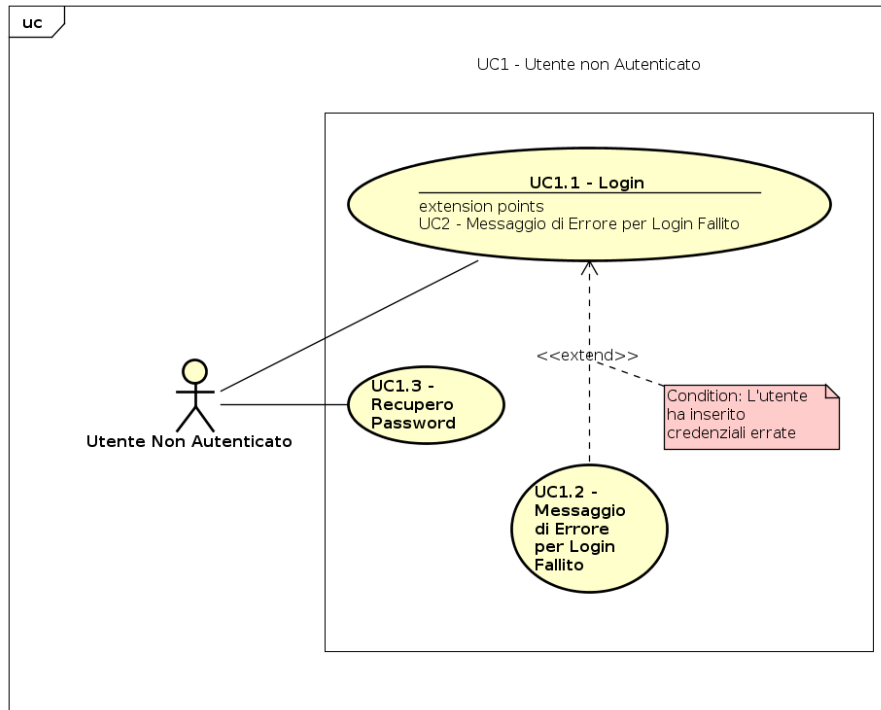 uc
UC1 - Utente non Autenticato
UC1.1 - Login
extension points
UC2 - Messaggio di Errore per Login Fallito
<<extend>>
Condition: L'utente
ha inserito
credenziali errate
UC1.3 -
Recupero
Password
Utente Non Autenticato
UC1.2 -
Messaggio
di Errore
per Login
Fallito